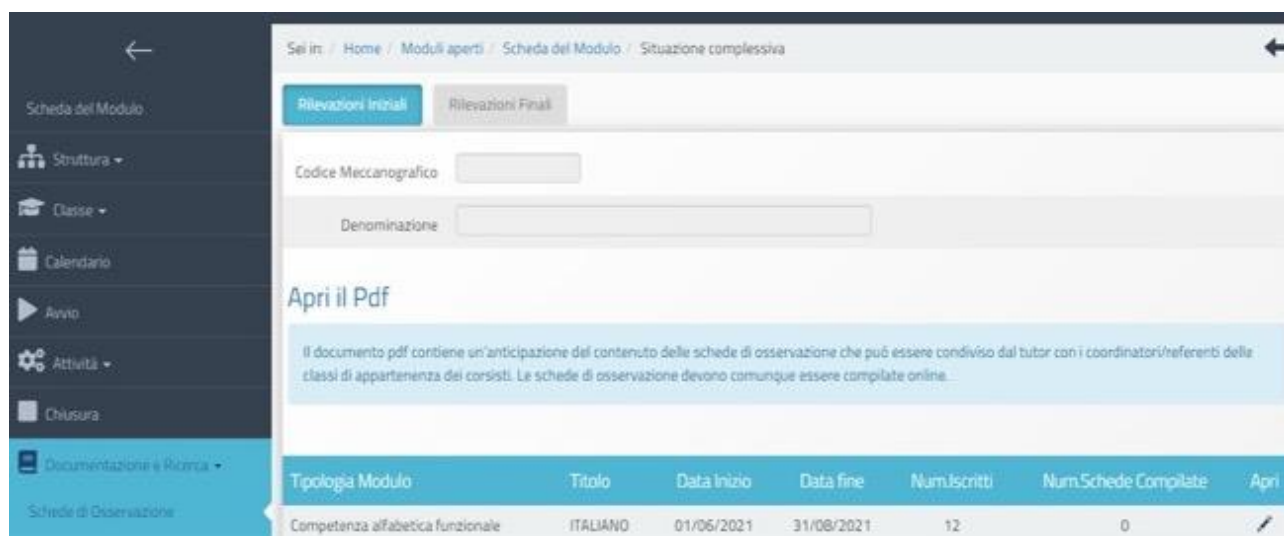 Sei in: / Home / Moduli aperti / Scheda del Modulo / Situazione complessiva
Scheda del Modulo
Struttura
Classe
Calendario
Avvio
Attività
Chiusura
Documentazione e Ricerca
Schede di Osservazione
Rilevazioni Iniziali Rilevazioni Finali
Codice Meccanografico
Denominazione
Apri il Pdf
Il documento pdf contiene un'anticipazione del contenuto delle schede di osservazione che può essere condiviso dal tutor con i coordinatori/referenti delle
classi di appartenenza dei corsisti. Le schede di osservazione devono comunque essere compilate online.
Tipologia Modulo Titolo Data Inizio Data fine Num.Iscritti Num.Schede Compilate Apri
Competenza alfabetica funzionale ITALIANO 01/06/2021 31/08/2021 12 0